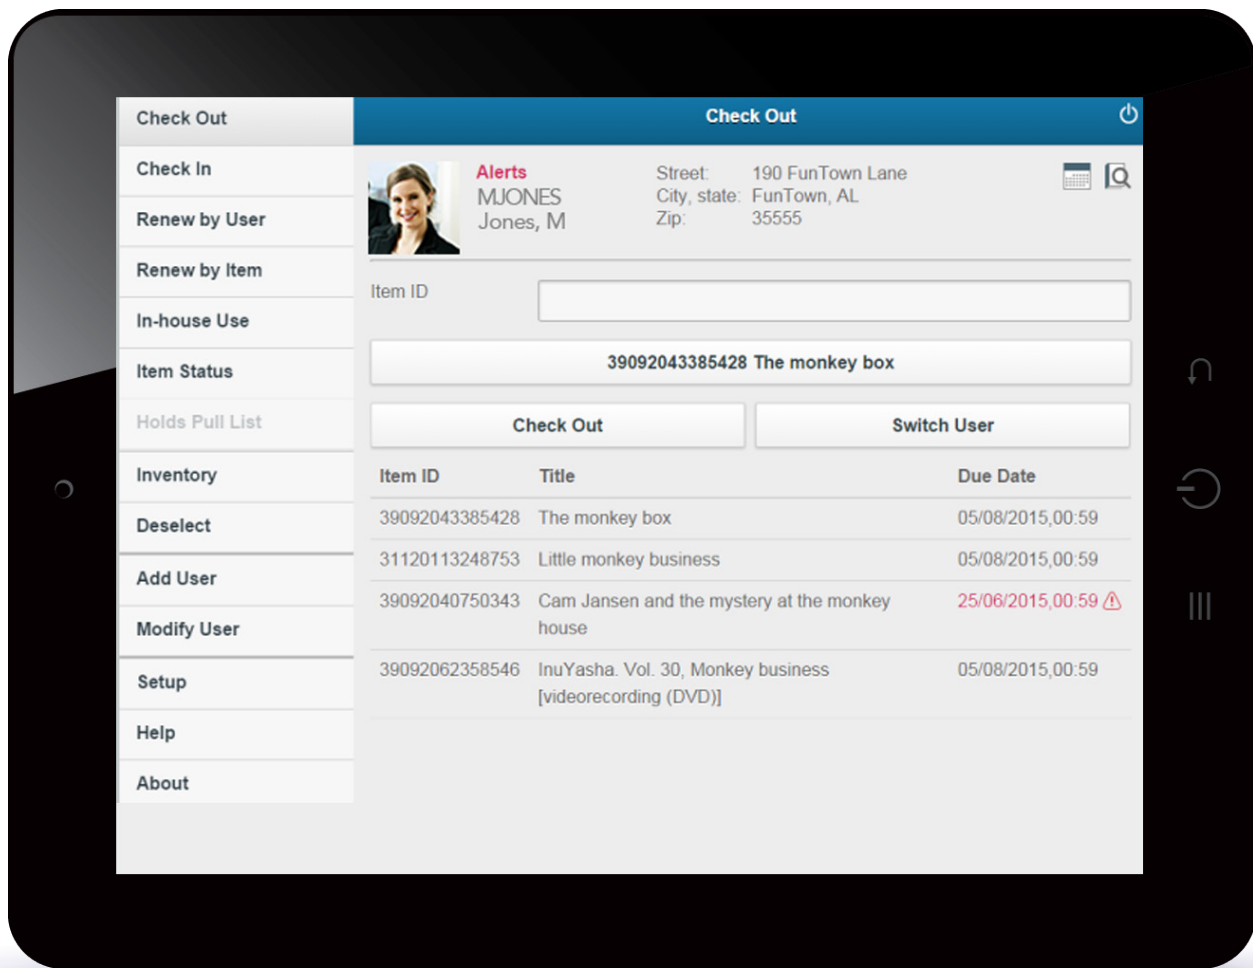 Check Out
Check In
Renew by User
Renew by Item
In-house Use
Item Status
Holds Pull List
Inventory
Deselect
Add User
Modify User
Setup
Help
About
Check Out
Alerts
MJONES
Jones, M
Street: 190 FunTown Lane
City, state: FunTown, AL
Zip: 35555
Item ID
39092043385428 The monkey box
Check Out Switch User
Item ID Title Due Date
39092043385428 The monkey box 05/08/2015,00:59
31120113248753 Little monkey business 05/08/2015,00:59
39092040750343 Cam Jansen and the mystery at the monkey 25/06/2015,00:59
house
39092062358546 InuYasha. Vol. 30, Monkey business 05/08/2015,00:59
[videorecording (DVD)]